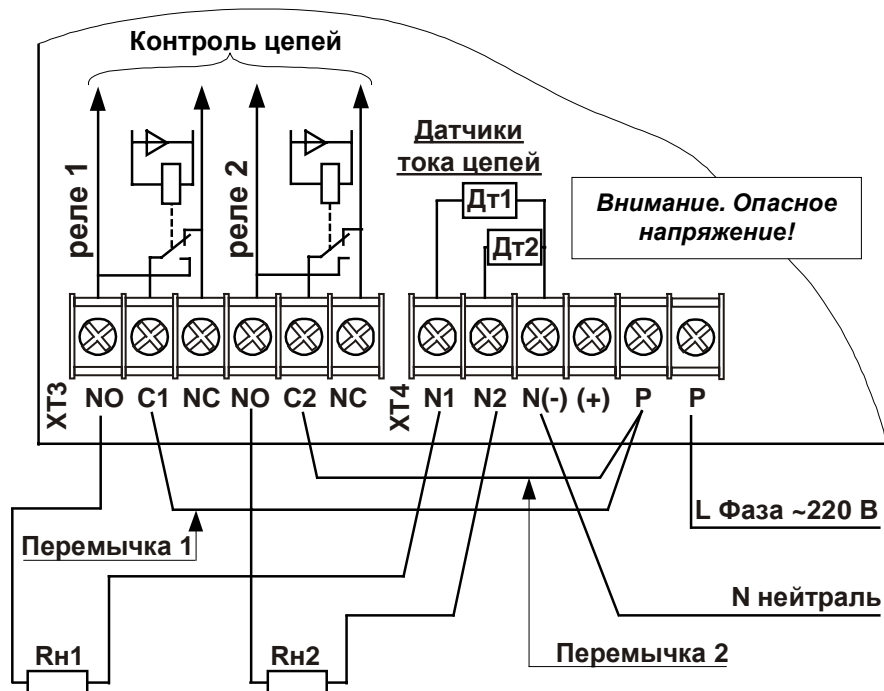 Контроль цепей
реле 1
реле 2
Датчики
тока цепей
Дт1
Дт2
Внимание. Опасное
напряжение!
XT3
NO C1 NC NO C2 NC
XT4
N1 N2 N(-) (+) P P
L Фаза ~220 В
Перемычка 1
N нейтраль
Rн1
Rн2
Перемычка 2